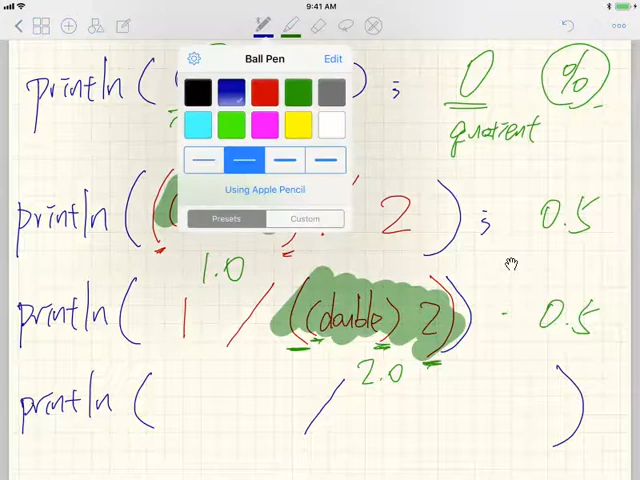 9:41 AM
Ball Pen Edit
println( ) ; 0 %
quotient
Using Apple Pencil
Presets Custom
println(( 2 ) ; 0.5
1.0
println( 1 / ((double) 2)) - 0.5
2.0
println( / )